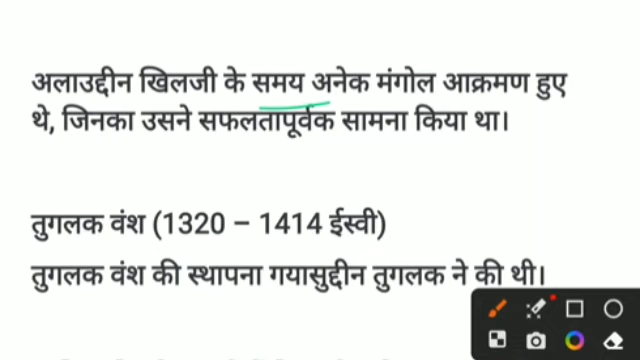 अलाउद्दीन खिलजी के समय अनेक मंगोल आक्रमण हुए
थे, जिनका उसने सफलतापूर्वक सामना किया था।
तुगलक वंश (1320 – 1414 ईस्वी)
तुगलक वंश की स्थापना गयासुद्दीन तुगलक ने की थी।